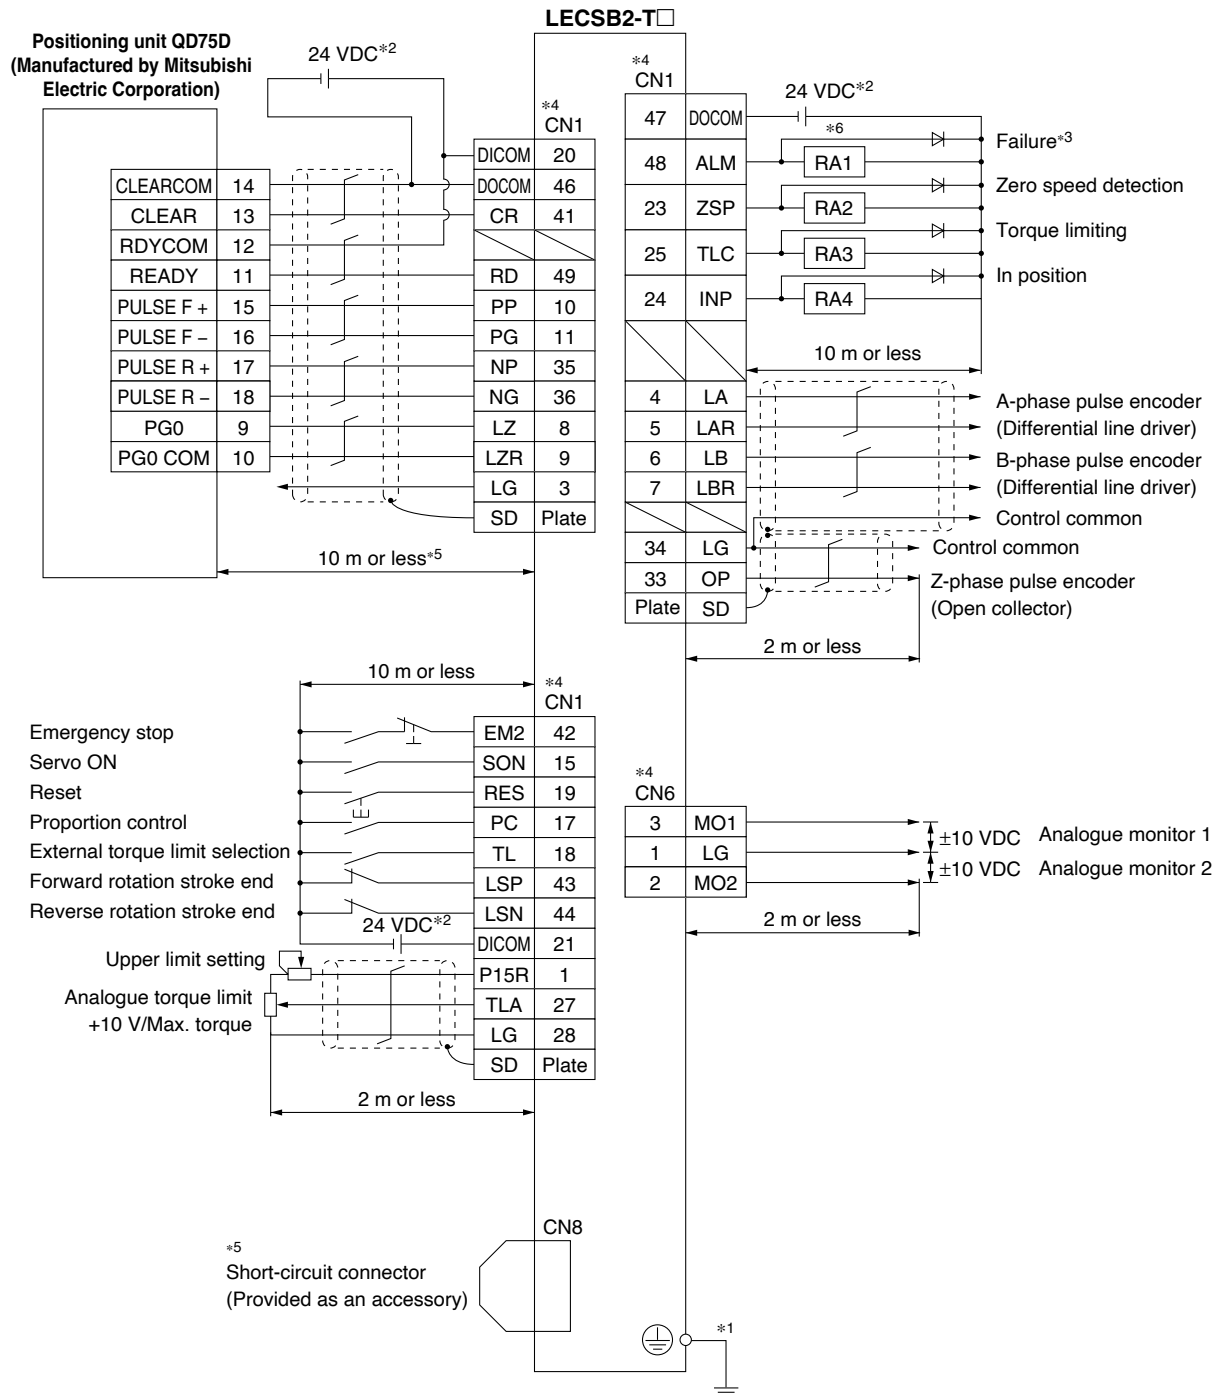 LECSB2-T□
Positioning unit QD75D
(Manufactured by Mitsubishi
Electric Corporation)
24 VDC*2
*4
CN1
DICOM 20
CLEARCOM 14 DOCOM 46
CLEAR 13 CR 41
RDYCOM 12
READY 11 RD 49
PULSE F + 15 PP 10
PULSE F – 16 PG 11
PULSE R + 17 NP 35
PULSE R – 18 NG 36
PG0 9 LZ 8
PG0 COM 10 LZR 9
LG 3
SD Plate
10 m or less*5
*4
CN1
24 VDC*2
47 DOCOM
*6
48 ALM RA1 Failure*3
23 ZSP RA2 Zero speed detection
25 TLC RA3 Torque limiting
24 INP RA4 In position
10 m or less
4 LA A-phase pulse encoder
5 LAR (Differential line driver)
6 LB B-phase pulse encoder
7 LBR (Differential line driver)
Control common
34 LG Control common
33 OP Z-phase pulse encoder
Plate SD (Open collector)
2 m or less
10 m or less
*4
CN1
Emergency stop EM2 42
Servo ON SON 15
Reset RES 19
Proportion control PC 17
External torque limit selection TL 18
Forward rotation stroke end LSP 43
Reverse rotation stroke end LSN 44
24 VDC*2
DICOM 21
Upper limit setting P15R 1
Analogue torque limit TLA 27
+10 V/Max. torque LG 28
SD Plate
2 m or less
*4
CN6
3 MO1
±10 VDC Analogue monitor 1
1 LG
±10 VDC Analogue monitor 2
2 MO2
2 m or less
CN8
*5
Short-circuit connector
(Provided as an accessory)
*1